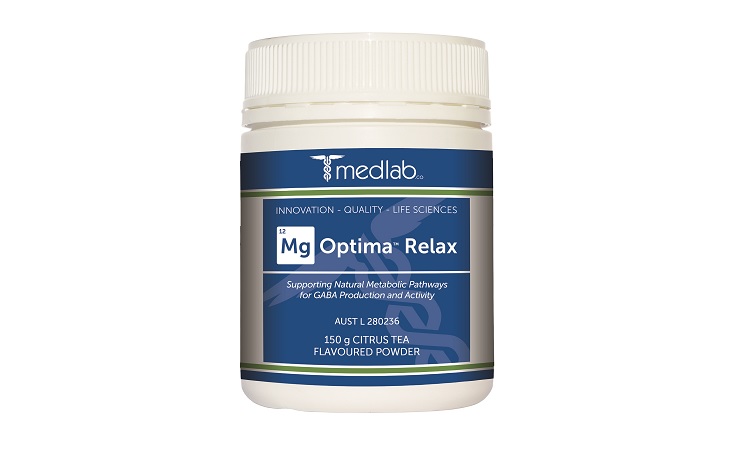 medlab.co
INNOVATION - QUALITY - LIFE SCIENCES
12
Mg Optima™ Relax
Supporting Natural Metabolic Pathways
for GABA Production and Activity
AUST L 280236
150 g CITRUS TEA
FLAVOURED POWDER